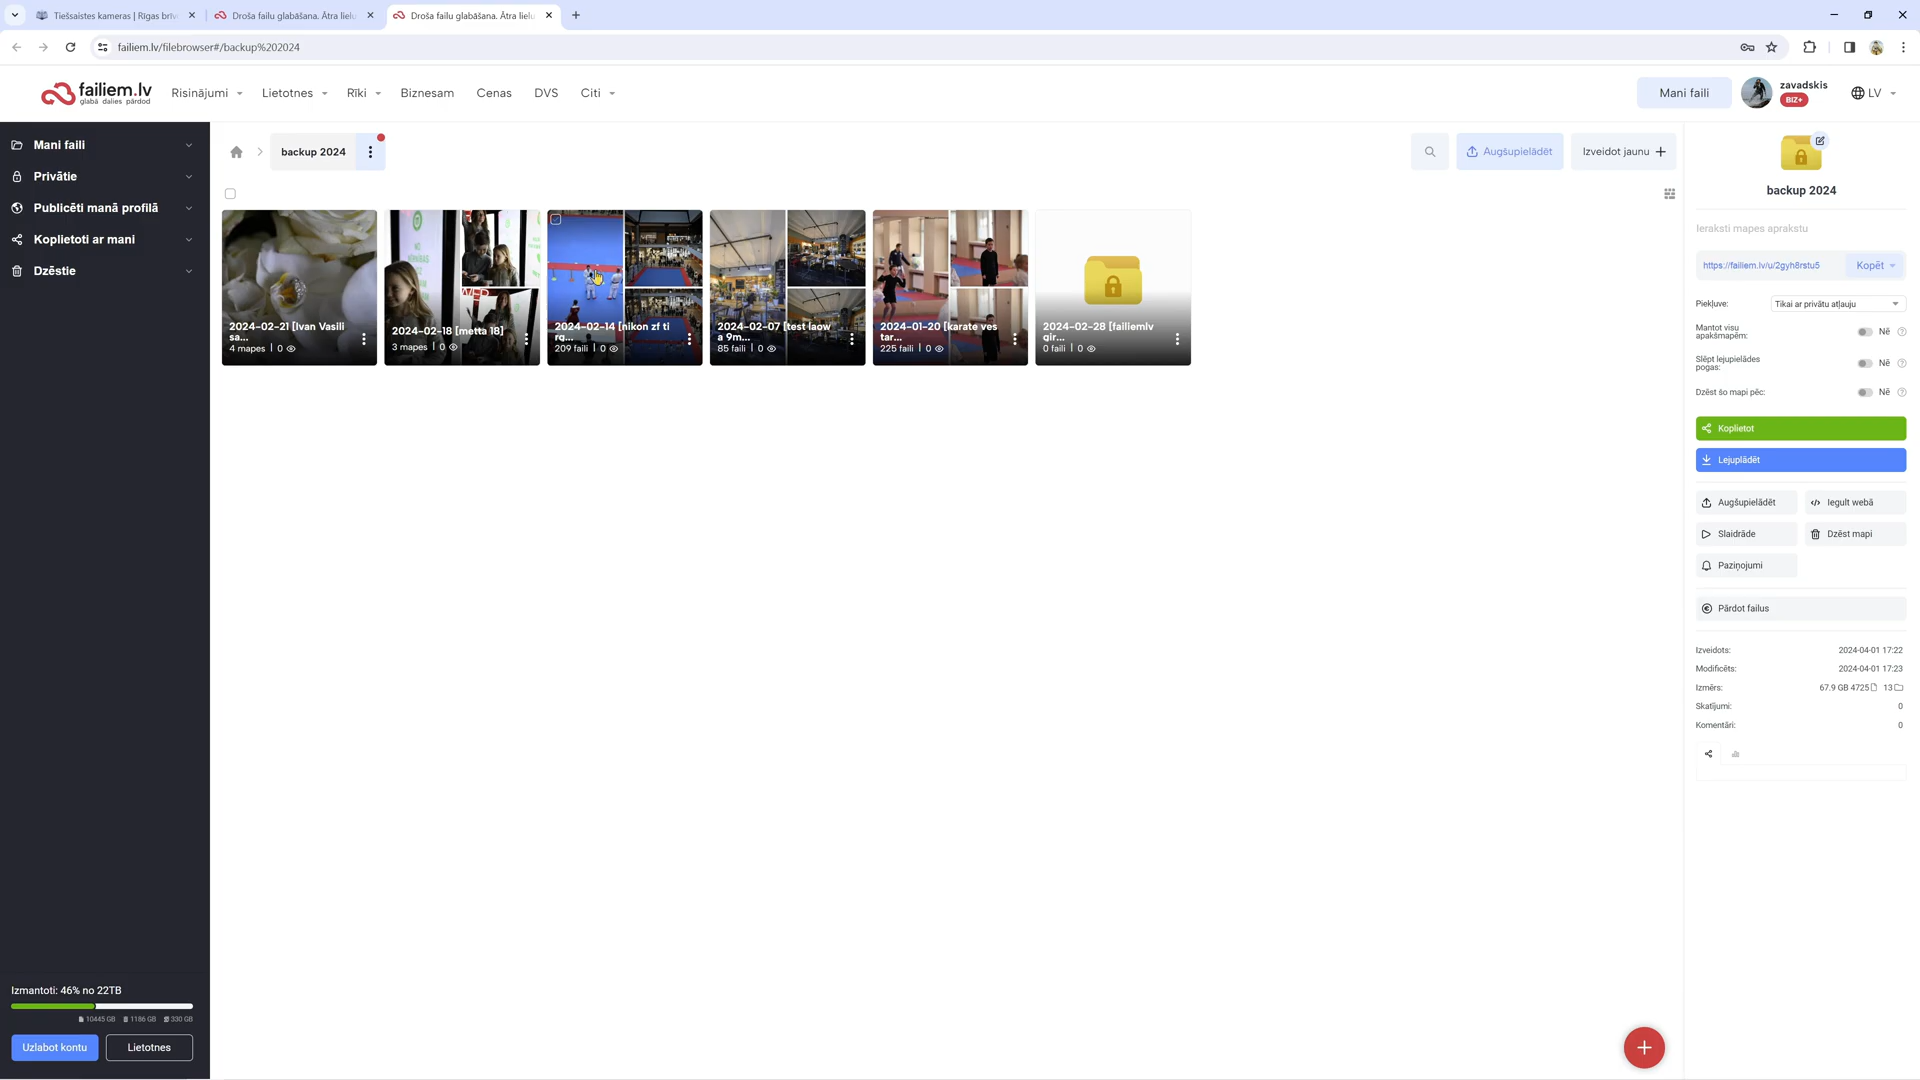 Tiešsaistes kameras | Rīgas brīv
Droša failu glabāšana. Ātra lielu
Droša failu glabāšana. Ātra lielu
failiem.lv/filebrowser#/backup%202024
failiem.lv
glabā dalies pārdod
Risinājumi
Lietotnes
Rīki
Biznesam
Cenas
DVS
Citi
Mani faili
zavadskis
BIZ+
LV
Mani faili
Privātie
Publicēti manā profilā
Koplietoti ar mani
Dzēstie
backup 2024
Augšupielādēt
Izveidot jaunu
2024-02-21 [Ivan Vasili
sa...
4 mapes | 0
2024-02-18 [metta 18]
3 mapes | 0
2024-02-14 [nikon zf ti
rg...
209 faili | 0
2024-02-07 [test laow
a 9m...
85 faili | 0
2024-01-20 [karate ves
tar...
225 faili | 0
2024-02-28 [failiemlv
gir...
0 faili | 0
backup 2024
Ieraksti mapes aprakstu
https://failiem.lv/u/2gyh8rstu5
Kopēt
Piekļuve:
Tikai ar privātu atļauju
Mantot visu
apakšmapēm:
Nē
Slēpt lejupielādes
pogas:
Nē
Dzēst šo mapi pēc:
Nē
Koplietot
Lejuplādēt
Augšupielādēt
Iegult webā
Slaidrāde
Dzēst mapi
Paziņojumi
Pārdot failus
Izveidots:
2024-04-01 17:22
Modificēts:
2024-04-01 17:23
Izmērs:
67.9 GB 4725 13
Skatījumi:
0
Komentāri:
0
Izmantoti: 46% no 22TB
10445 GB
1186 GB
330 GB
Uzlabot kontu
Lietotnes